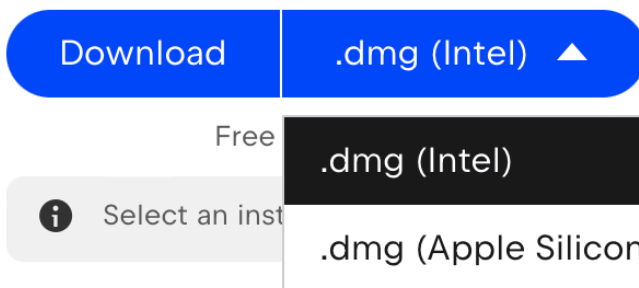 Download .dmg (Intel)
Free
.dmg (Intel)
Select an inst
.dmg (Apple Silicon